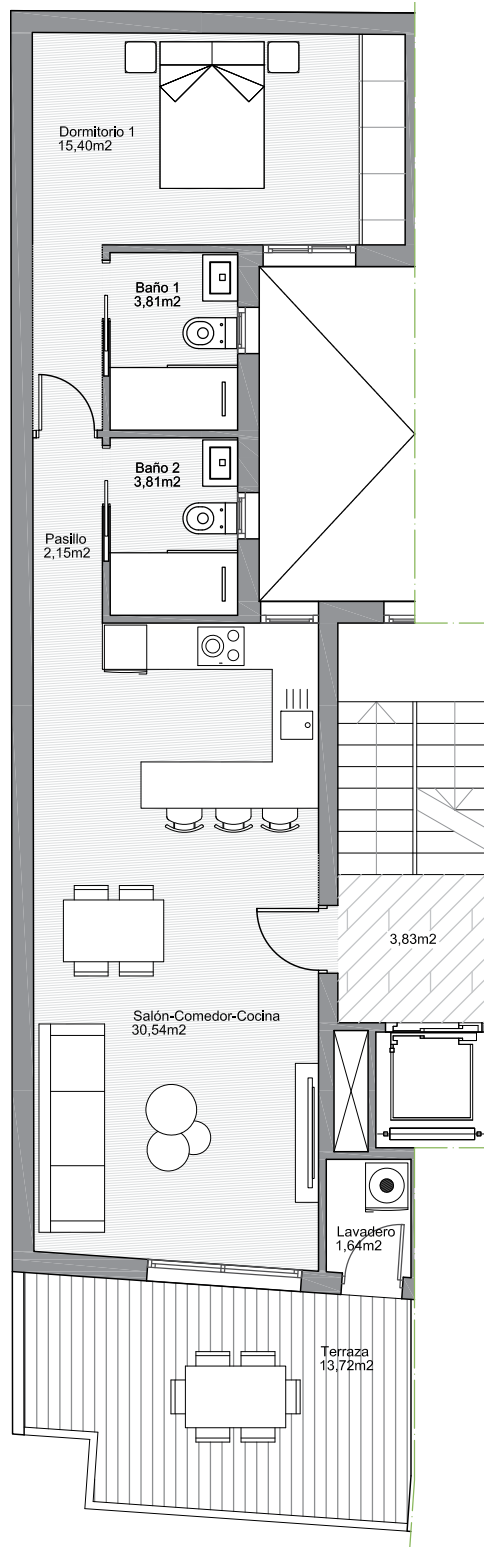 Dormitorio 1
15,40m2
Baño 1
3,81m2
Baño 2
3,81m2
Pasillo
2,15m2
3,83m2
Salón-Comedor-Cocina
30,54m2
Lavadero
1,64m2
Terraza
13,72m2